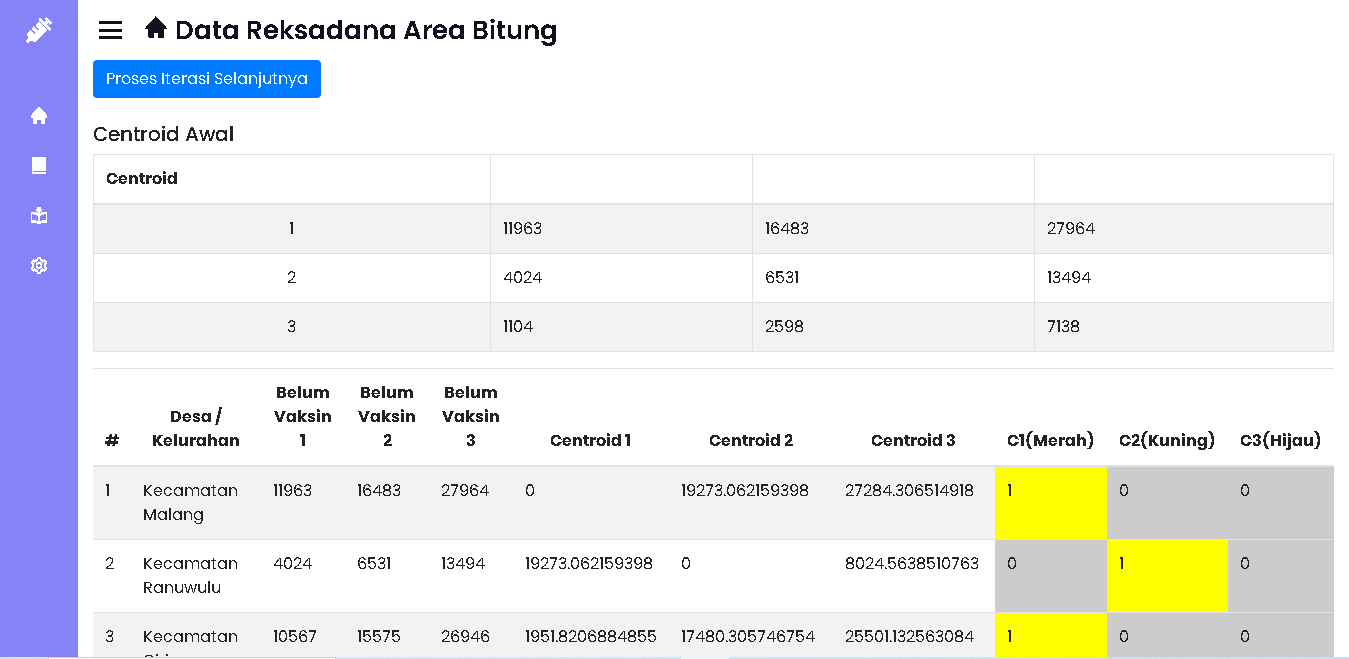 Data Reksadana Area Bitung
Proses Iterasi Selanjutnya
Centroid Awal
Centroid
1 11963 16483 27964
2 4024 6531 13494
3 1104 2598 7138
# Desa / Kelurahan Belum Vaksin 1 Belum Vaksin 2 Belum Vaksin 3 Centroid 1 Centroid 2 Centroid 3 C1(Merah) C2(Kuning) C3(Hijau)
1 Kecamatan Malang 11963 16483 27964 0 19273.062159398 27284.306514918 1 0 0
2 Kecamatan Ranuwulu 4024 6531 13494 19273.062159398 0 8024.5638510763 0 1 0
3 Kecamatan 10567 15575 26946 1951.8206884855 17480.305746754 25501.132563084 1 0 0